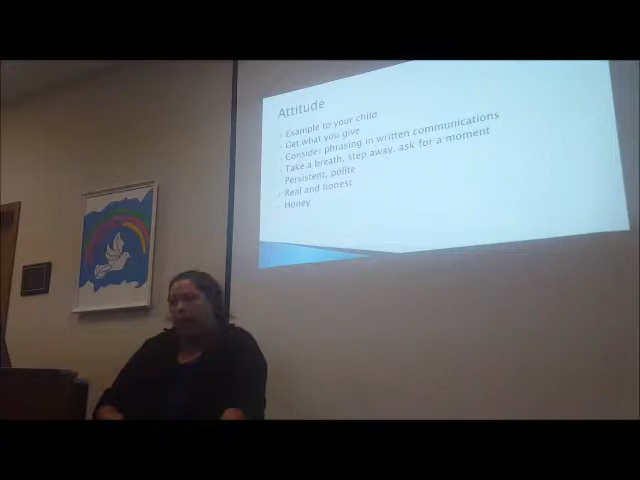 Attitude
Example to your child
Get what you give
Consider phrasing in written communications
Take a breath, step away, ask for a moment
Persistent, polite
Real and honest
Honey